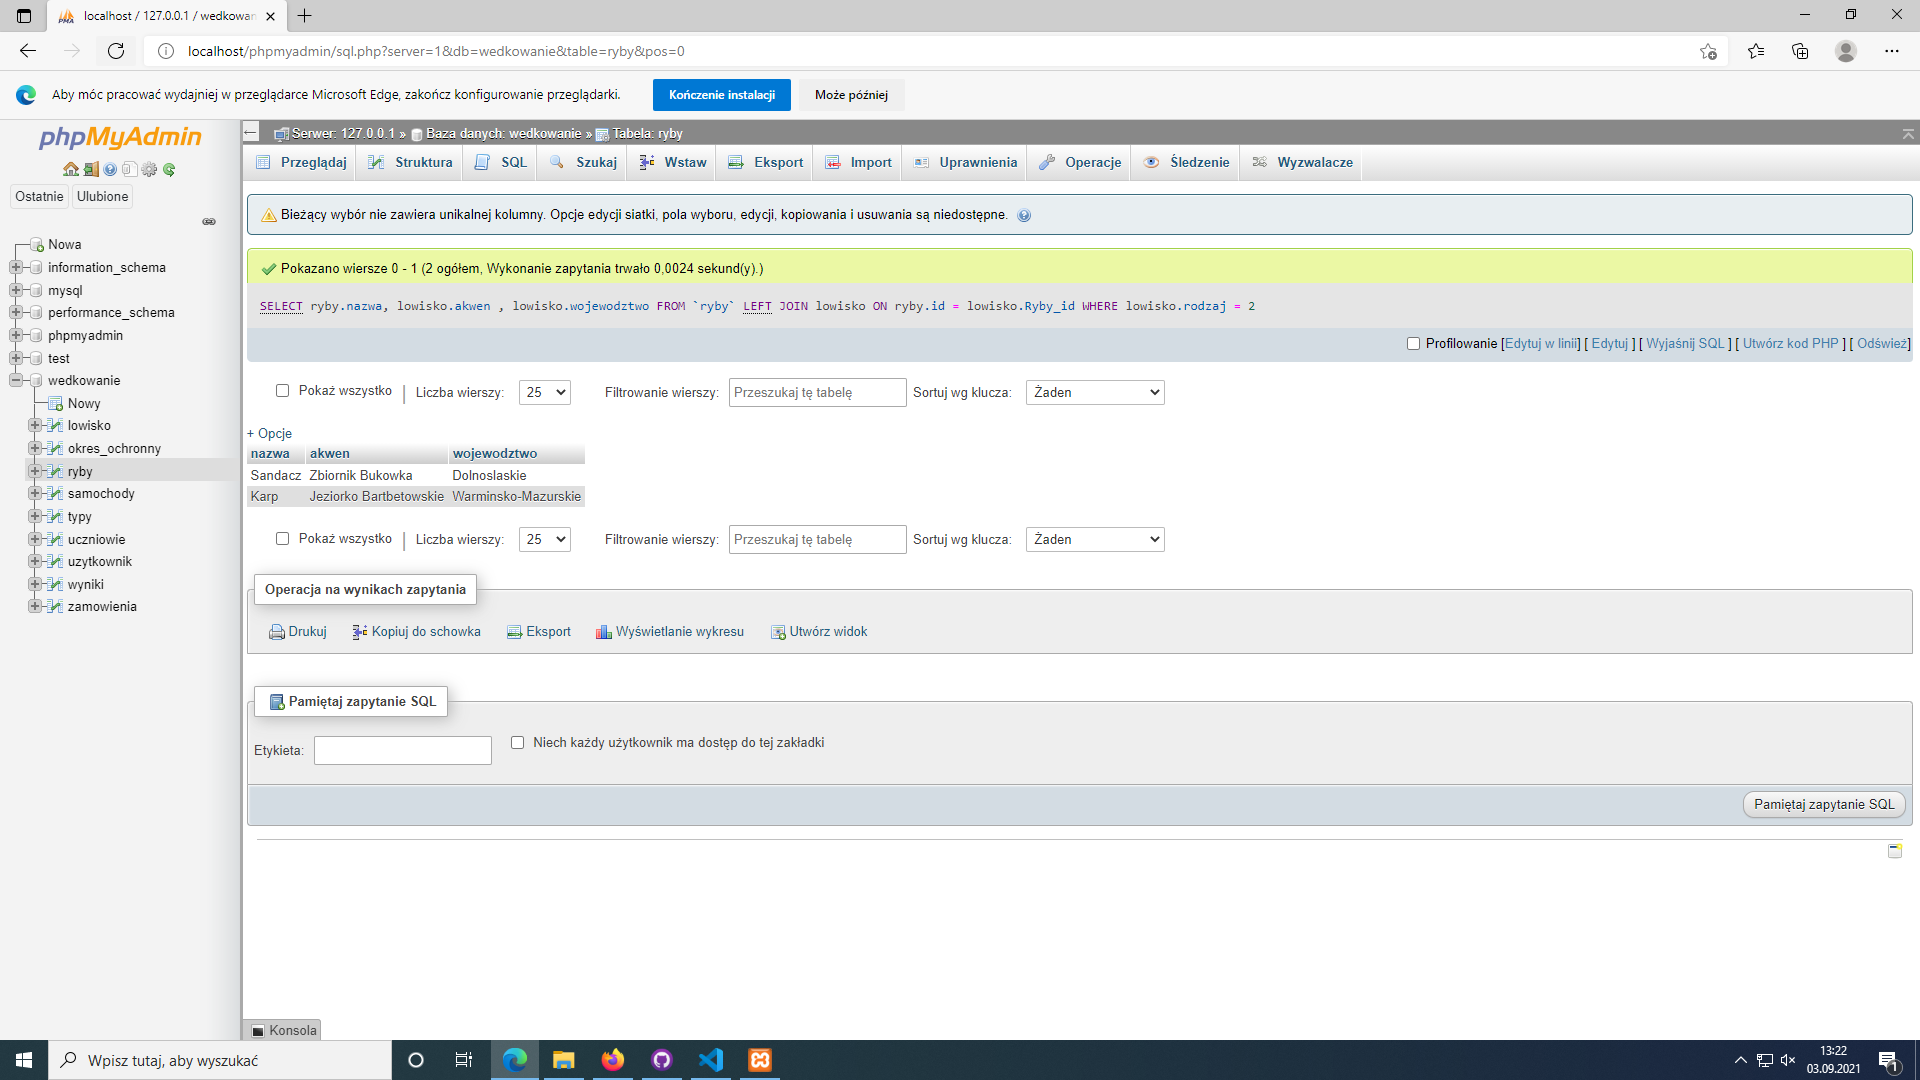 localhost / 127.0.0.1 / wedkowan
localhost/phpmyadmin/sql.php?server=1&db=wedkowanie&table=ryby&pos=0
Aby móc pracować wydajniej w przeglądarce Microsoft Edge, zakończ konfigurowanie przeglądarki.
Kończenie instalacji
Może później
phpMyAdmin
Ostatnie
Ulubione
Nowa
information_schema
mysql
performance_schema
phpmyadmin
test
wedkowanie
Nowy
lowisko
okres_ochronny
ryby
samochody
typy
uczniowie
uzytkownik
wyniki
zamowienia
Serwer: 127.0.0.1 » Baza danych: wedkowanie » Tabela: ryby
Przeglądaj Struktura SQL Szukaj Wstaw Eksport Import Uprawnienia Operacje Śledzenie Wyzwalacze
Bieżący wybór nie zawiera unikalnej kolumny. Opcje edycji siatki, pola wyboru, edycji, kopiowania i usuwania są niedostępne.
Pokazano wiersze 0 - 1 (2 ogółem, Wykonanie zapytania trwało 0,0024 sekund(y).)
SELECT ryby.nazwa, lowisko.akwen , lowisko.wojewodztwo FROM `ryby` LEFT JOIN lowisko ON ryby.id = lowisko.Ryby_id WHERE lowisko.rodzaj = 2
Profilowanie [Edytuj w linii] [ Edytuj ] [ Wyjaśnij SQL ] [ Utwórz kod PHP ] [ Odśwież]
Pokaż wszystko | Liczba wierszy: 25 Filtrowanie wierszy: Przeszukaj tę tabelę Sortuj wg klucza: Żaden
+ Opcje
nazwa akwen wojewodztwo
Sandacz Zbiornik Bukowka Dolnoslaskie
Karp Jeziorko Bartbetowskie Warminsko-Mazurskie
Pokaż wszystko | Liczba wierszy: 25 Filtrowanie wierszy: Przeszukaj tę tabelę Sortuj wg klucza: Żaden
Operacja na wynikach zapytania
Drukuj Kopiuj do schowka Eksport Wyświetlanie wykresu Utwórz widok
Pamiętaj zapytanie SQL
Etykieta: Niech każdy użytkownik ma dostęp do tej zakładki
Pamiętaj zapytanie SQL
Konsola
Wpisz tutaj, aby wyszukać
13:22
03.09.2021
1